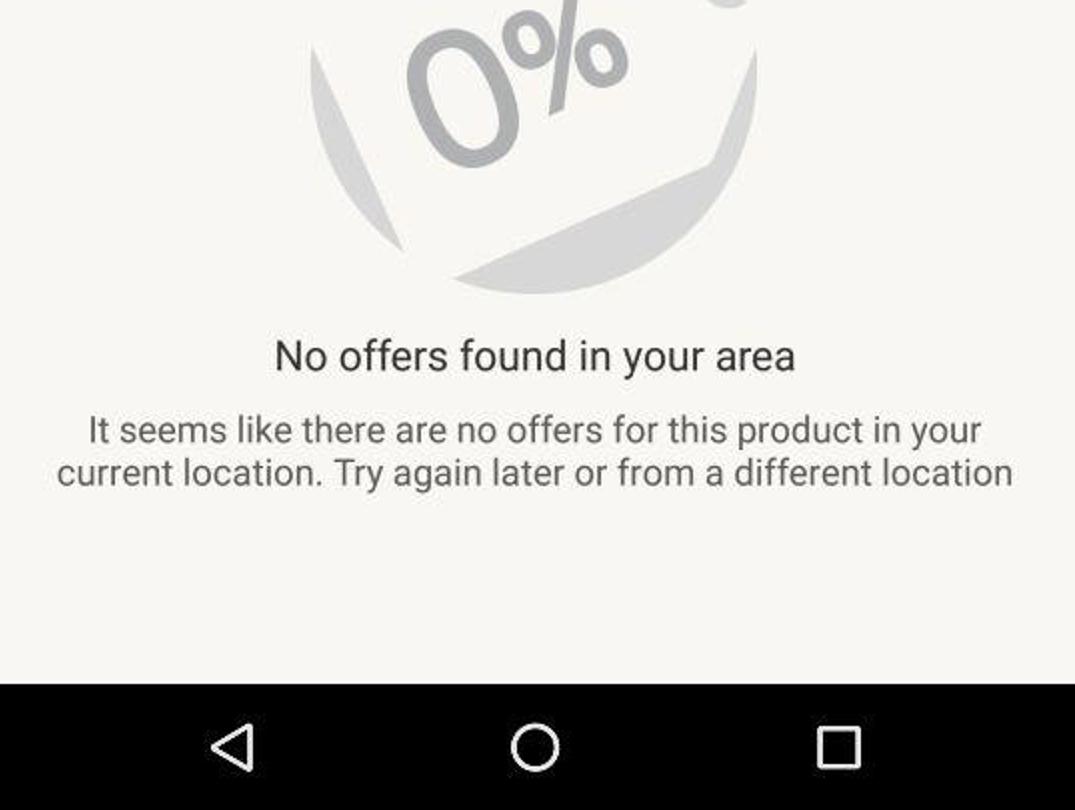 0%
No offers found in your area
It seems like there are no offers for this product in your
current location. Try again later or from a different location